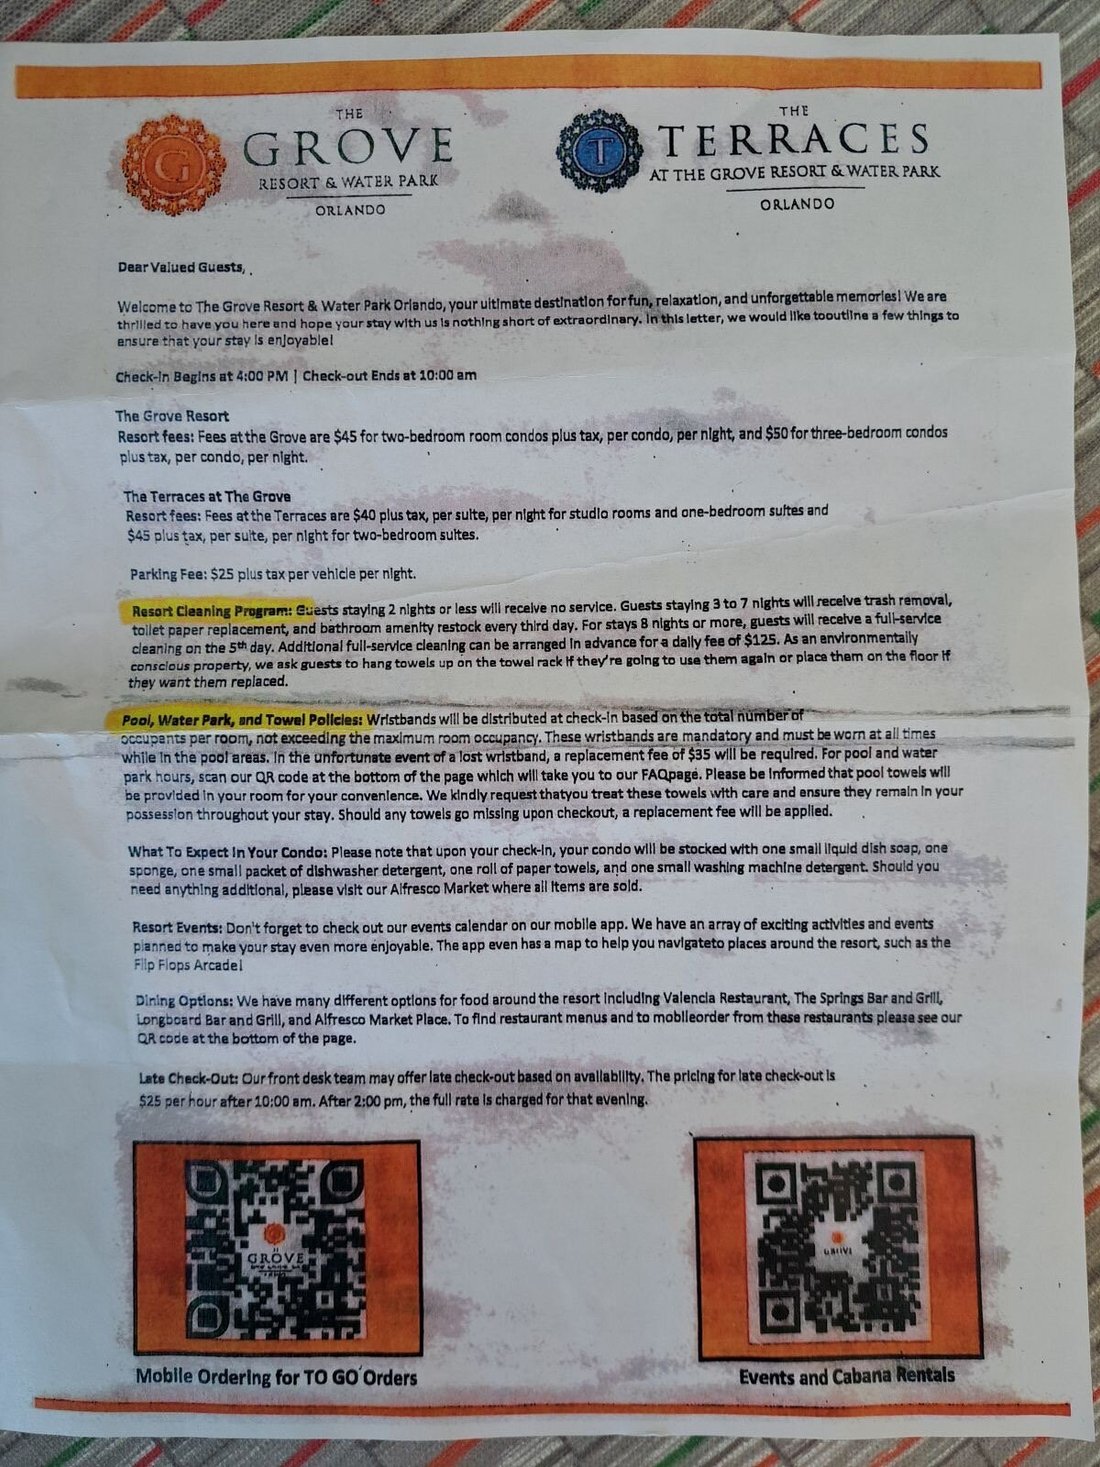 THE
GROVE
RESORT & WATER PARK
ORLANDO
G
THE
TERRACES
AT THE GROVE RESORT & WATER PARK
ORLANDO
T
Dear Valued Guests,
Welcome to The Grove Resort & Water Park Orlando, your ultimate destination for fun, relaxation, and unforgettable memories! We are
thrilled to have you here and hope your stay with us is nothing short of extraordinary. In this letter, we would like tooutline a few things to
ensure that your stay is enjoyable!
Check-in Begins at 4:00 PM | Check-out Ends at 10:00 am
The Grove Resort
Resort fees: Fees at the Grove are $45 for two-bedroom room condos plus tax, per condo, per night, and $50 for three-bedroom condos
plus tax, per condo, per night.
The Terraces at The Grove
Resort fees: Fees at the Terraces are $40 plus tax, per suite, per night for studio rooms and one-bedroom suites and
$45 plus tax, per suite, per night for two-bedroom suites.
Parking Fee: $25 plus tax per vehicle per night.
Resort Cleaning Program: Guests staying 2 nights or less will receive no service. Guests staying 3 to 7 nights will receive trash removal,
toilet paper replacement, and bathroom amenity restock every third day. For stays 8 nights or more, guests will receive a full-service
cleaning on the 5th day. Additional full-service cleaning can be arranged in advance for a daily fee of $125. As an environmentally
conscious property, we ask guests to hang towels up on the towel rack if they're going to use them again or place them on the floor if
they want them replaced.
Pool, Water Park, and Towel Policies: Wristbands will be distributed at check-in based on the total number of
occupants per room, not exceeding the maximum room occupancy. These wristbands are mandatory and must be worn at all times
while in the pool areas. In the unfortunate event of a lost wristband, a replacement fee of $35 will be required. For pool and water
park hours, scan our QR code at the bottom of the page which will take you to our FAQpage. Please be informed that pool towels will
be provided in your room for your convenience. We kindly request thatyou treat these towels with care and ensure they remain in your
possession throughout your stay. Should any towels go missing upon checkout, a replacement fee will be applied.
What To Expect In Your Condo: Please note that upon your check-in, your condo will be stocked with one small liquid dish soap, one
sponge, one small packet of dishwasher detergent, one roll of paper towels, and one small washing machine detergent. Should you
need anything additional, please visit our Alfresco Market where all items are sold.
Resort Events: Don't forget to check out our events calendar on our mobile app. We have an array of exciting activities and events
planned to make your stay even more enjoyable. The app even has a map to help you navigateto places around the resort, such as the
Flip Flops Arcade!
Dining Options: We have many different options for food around the resort including Valencia Restaurant, The Springs Bar and Grill,
Longboard Bar and Grill, and Alfresco Market Place. To find restaurant menus and to mobileorder from these restaurants please see our
QR code at the bottom of the page.
Late Check-Out: Our front desk team may offer late check-out based on availability. The pricing for late check-out is
$25 per hour after 10:00 am. After 2:00 pm, the full rate is charged for that evening.
GROVE
GROVE
Mobile Ordering for TO GO Orders
Events and Cabana Rentals